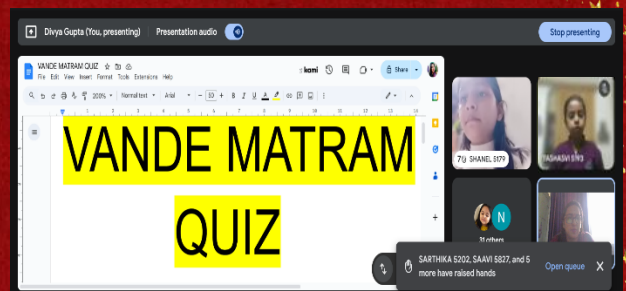 Divya Gupta (You, presenting) Presentation audio
Stop presenting
VANDE MATRAM QUIZ
kami
Share
File Edit View Insert Format Tools Extensions Help
200% Normal text Arial - 10 + B I U A
VANDE MATRAM
QUIZ
SHANEL 5179
YASHASVI 5193
N
31 others
SARTHIKA 5202, SAAVI 5827, and 5
more have raised hands
Open queue X